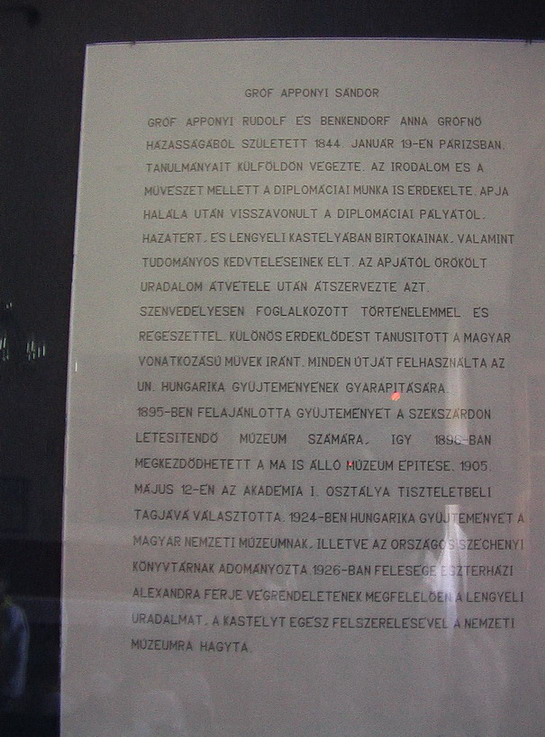 GRÓF APPONYI SÁNDOR
GRÓF APPONYI RUDOLF ÉS BENKENDORF ANNA GRÓFNŐ
HÁZASSÁGÁBÓL SZÜLETETT 1844. JANUÁR 19-ÉN PÁRIZSBAN.
TANULMÁNYAIT KÜLFÖLDÖN VÉGEZTE. AZ IRODALOM ÉS A
MŰVÉSZET MELLETT A DIPLOMÁCIAI MUNKA IS ÉRDEKELTE. APJA
HALÁLA UTÁN VISSZAVONULT A DIPLOMÁCIAI PÁLYÁTÓL,
HAZATÉRT, ÉS LENGYELI KASTÉLYÁBAN BIRTOKAINAK, VALAMINT
TUDOMÁNYOS KEDVTELÉSEINEK ÉLT. AZ APJÁTÓL ÖRÖKÖLT
URADALOM ÁTVÉTELE UTÁN ÁTSZERVEZTE AZT.
SZENVEDÉLYESEN FOGLALKOZOTT TÖRTÉNELEMMEL ÉS
RÉGÉSZETTEL. KÜLÖNÖS ÉRDEKLŐDÉST TANÚSÍTOTT A MAGYAR
VONATKOZÁSÚ MŰVEK IRÁNT. MINDEN ÚTJÁT FELHASZNÁLTA AZ
ÚN. HUNGARIKA GYŰJTEMÉNYÉNEK GYARAPÍTÁSÁRA.
1895-BEN FELAJÁNLOTTA GYŰJTEMÉNYÉT A SZEKSZÁRDON
LÉTESÍTENDŐ MÚZEUM SZÁMÁRA, ÍGY 1896-BAN
MEGKEZDŐDHETETT A MA IS ÁLLÓ MÚZEUM ÉPÍTÉSE. 1905.
MÁJUS 12-ÉN AZ AKADÉMIA I. OSZTÁLYA TISZTELETBELI
TAGJÁVÁ VÁLASZTOTTA. 1924-BEN HUNGARIKA GYŰJTEMÉNYÉT A
MAGYAR NEMZETI MÚZEUMNAK, ILLETVE AZ ORSZÁGOS SZÉCHENYI
KÖNYVTÁRNAK ADOMÁNYOZTA. 1926-BAN FELESÉGE ESZTERHÁZI
ALEXANDRA FÉRJE VÉGRENDELETÉNEK MEGFELELŐEN A LENGYELI
URADALMAT, A KASTÉLYT EGÉSZ FELSZERELÉSÉVEL A NEMZETI
MÚZEUMRA HAGYTA.